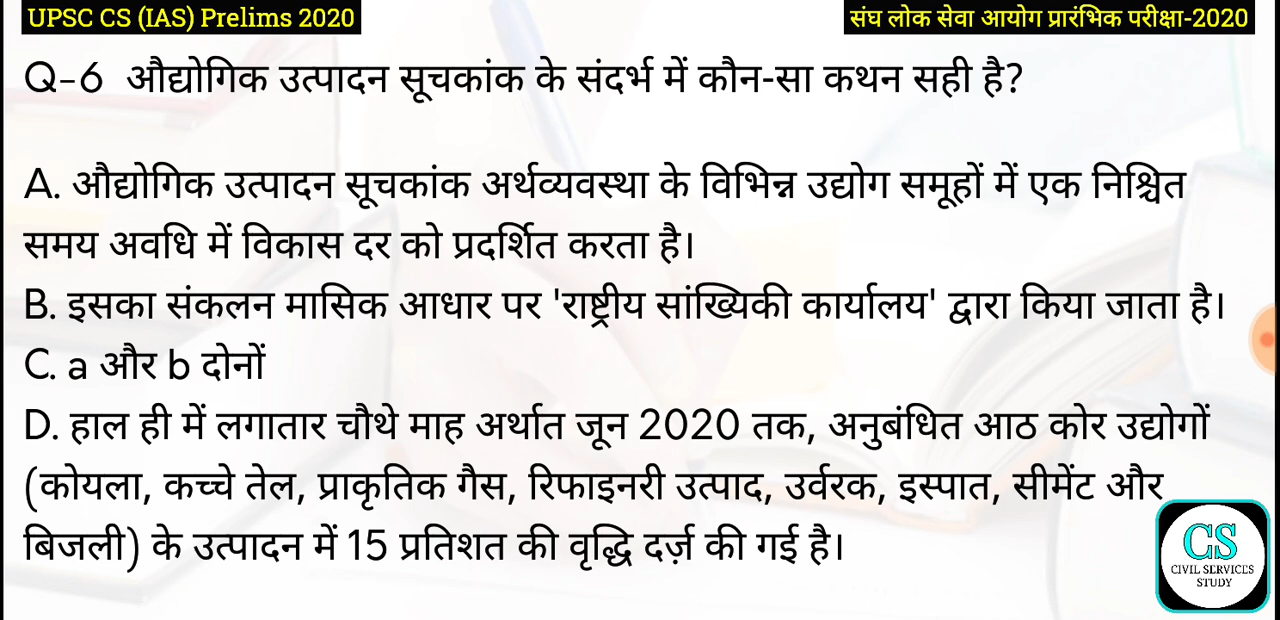 UPSC CS (IAS) Prelims 2020
संघ लोक सेवा आयोग प्रारंभिक परीक्षा-2020
Q-6 औद्योगिक उत्पादन सूचकांक के संदर्भ में कौन-सा कथन सही है?
A. औद्योगिक उत्पादन सूचकांक अर्थव्यवस्था के विभिन्न उद्योग समूहों में एक निश्चित
समय अवधि में विकास दर को प्रदर्शित करता है।
B. इसका संकलन मासिक आधार पर 'राष्ट्रीय सांख्यिकी कार्यालय' द्वारा किया जाता है।
C. a और b दोनों
D. हाल ही में लगातार चौथे माह अर्थात जून 2020 तक, अनुबंधित आठ कोर उद्योगों
(कोयला, कच्चे तेल, प्राकृतिक गैस, रिफाइनरी उत्पाद, उर्वरक, इस्पात, सीमेंट और
बिजली) के उत्पादन में 15 प्रतिशत की वृद्धि दर्ज़ की गई है।
CS
CIVIL SERVICES
STUDY